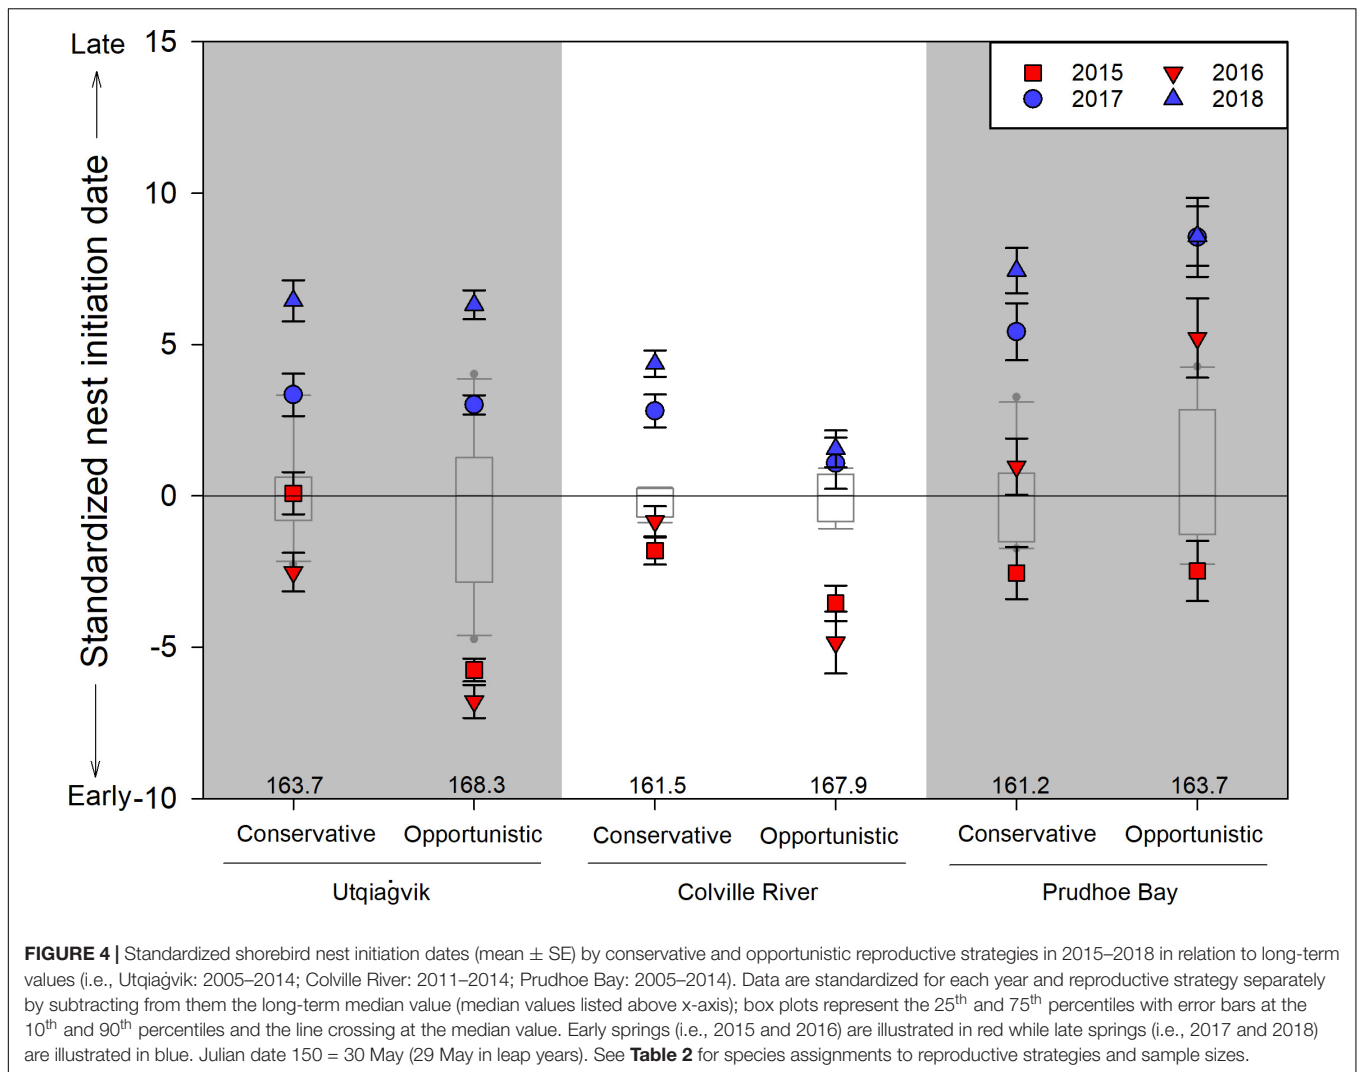 Late 15
2015 2016
2017 2018
10
5
0
-5
Early -10
Standardized nest initiation date
163.7 168.3 161.5 167.9 161.2 163.7
Conservative Opportunistic Conservative Opportunistic Conservative Opportunistic
Utqiaġvik Colville River Prudhoe Bay
FIGURE 4 | Standardized shorebird nest initiation dates (mean ± SE) by conservative and opportunistic reproductive strategies in 2015–2018 in relation to long-term
values (i.e., Utqiaġvik: 2005–2014; Colville River: 2011–2014; Prudhoe Bay: 2005–2014). Data are standardized for each year and reproductive strategy separately
by subtracting from them the long-term median value (median values listed above x-axis); box plots represent the 25th and 75th percentiles with error bars at the
10th and 90th percentiles and the line crossing at the median value. Early springs (i.e., 2015 and 2016) are illustrated in red while late springs (i.e., 2017 and 2018)
are illustrated in blue. Julian date 150 = 30 May (29 May in leap years). See Table 2 for species assignments to reproductive strategies and sample sizes.